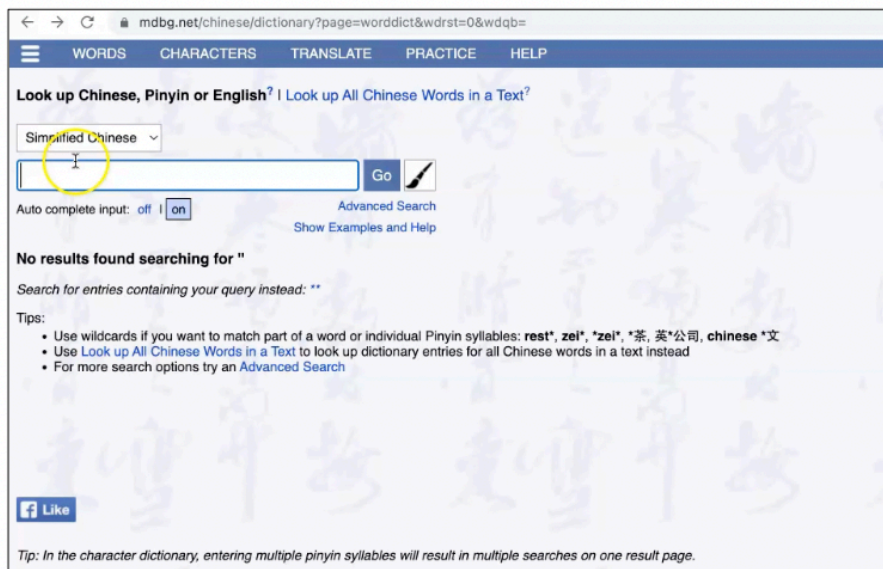 mdbg.net/chinese/dictionary?page=worddict&wdrst=0&wdqb=
WORDS CHARACTERS TRANSLATE PRACTICE HELP
Look up Chinese, Pinyin or English? | Look up All Chinese Words in a Text?
Simplified Chinese
Go
Auto complete input: off | on
Advanced Search
Show Examples and Help
No results found searching for "
Search for entries containing your query instead: **
Tips:
• Use wildcards if you want to match part of a word or individual Pinyin syllables: rest*, zei*, *zei*, *茶, 英*公司, chinese *文
• Use Look up All Chinese Words in a Text to look up dictionary entries for all Chinese words in a text instead
• For more search options try an Advanced Search
Like
Tip: In the character dictionary, entering multiple pinyin syllables will result in multiple searches on one result page.